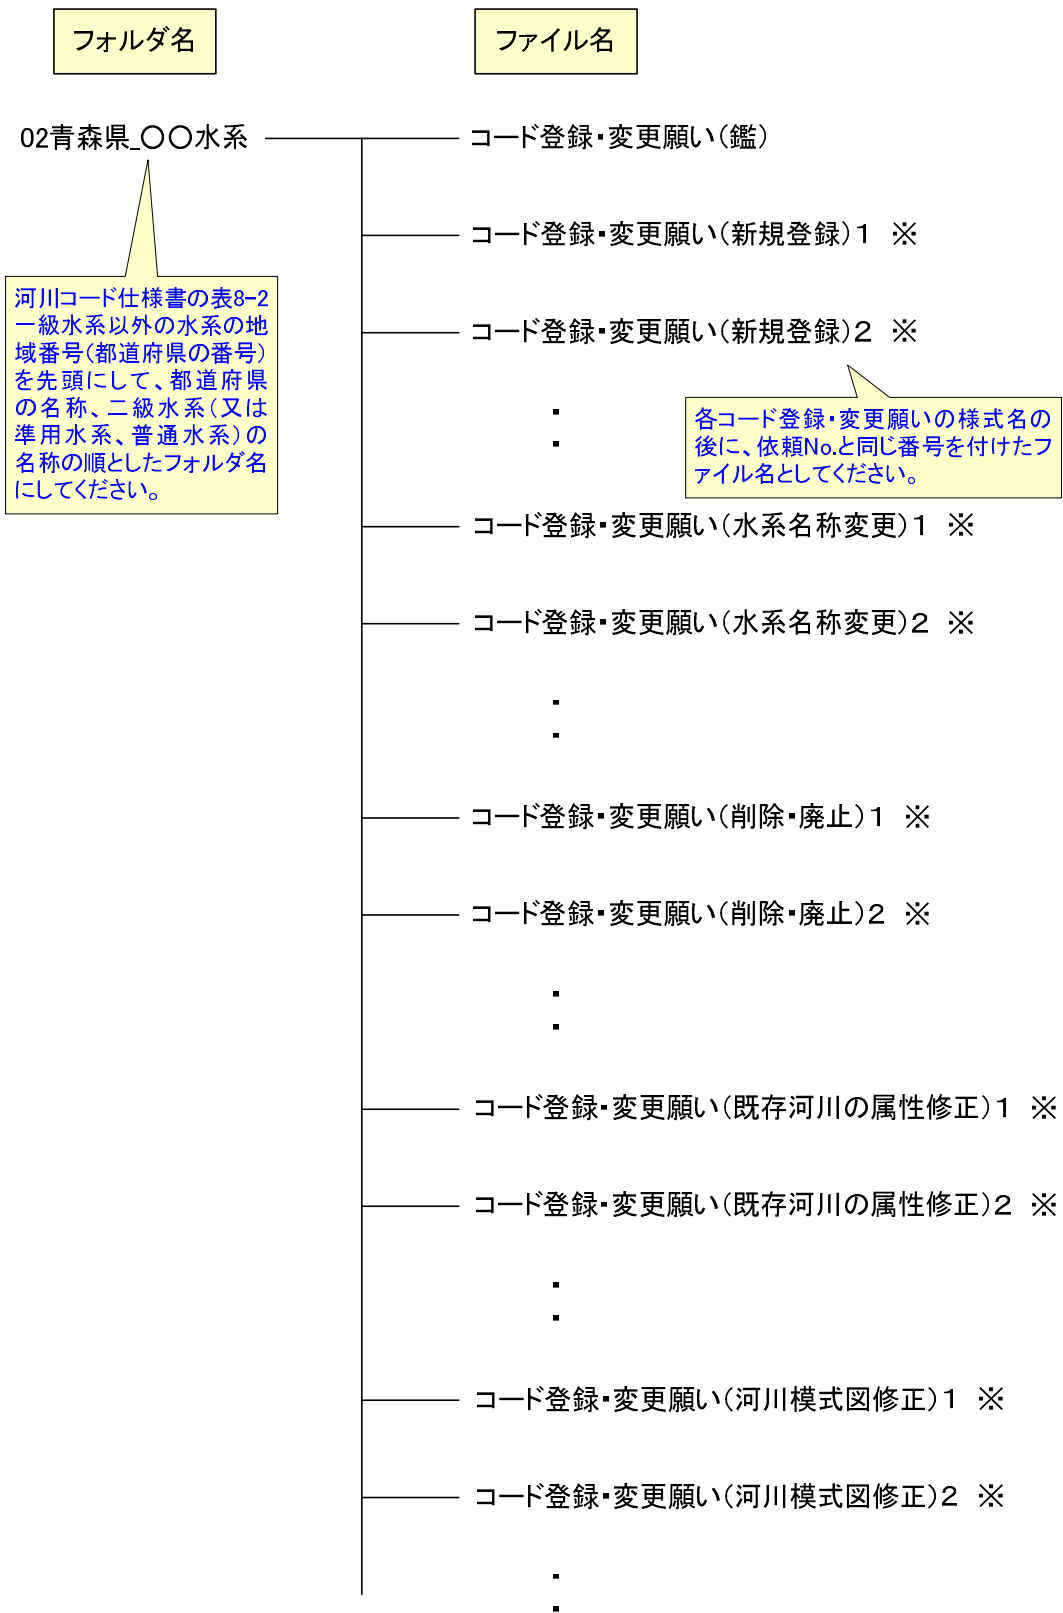 フォルダ名
ファイル名
02青森県_〇〇水系
コード登録・変更願い（鑑）
コード登録・変更願い（新規登録）１　※
河川コード仕様書の表8-2
一級水系以外の水系の地
域番号（都道府県の番号）
を先頭にして、都道府県
の名称、二級水系（又は
準用水系、普通水系）の
名称の順としたフォルダ名
にしてください。
コード登録・変更願い（新規登録）２　※
各コード登録・変更願いの様式名の
後に、依頼No.と同じ番号を付けたフ
ァイル名としてください。
・
・
コード登録・変更願い（水系名称変更）１　※
コード登録・変更願い（水系名称変更）２　※
・
・
コード登録・変更願い（削除・廃止）１　※
コード登録・変更願い（削除・廃止）２　※
・
・
コード登録・変更願い（既存河川の属性修正）１　※
コード登録・変更願い（既存河川の属性修正）２　※
・
・
コード登録・変更願い（河川模式図修正）１　※
コード登録・変更願い（河川模式図修正）２　※
・
・